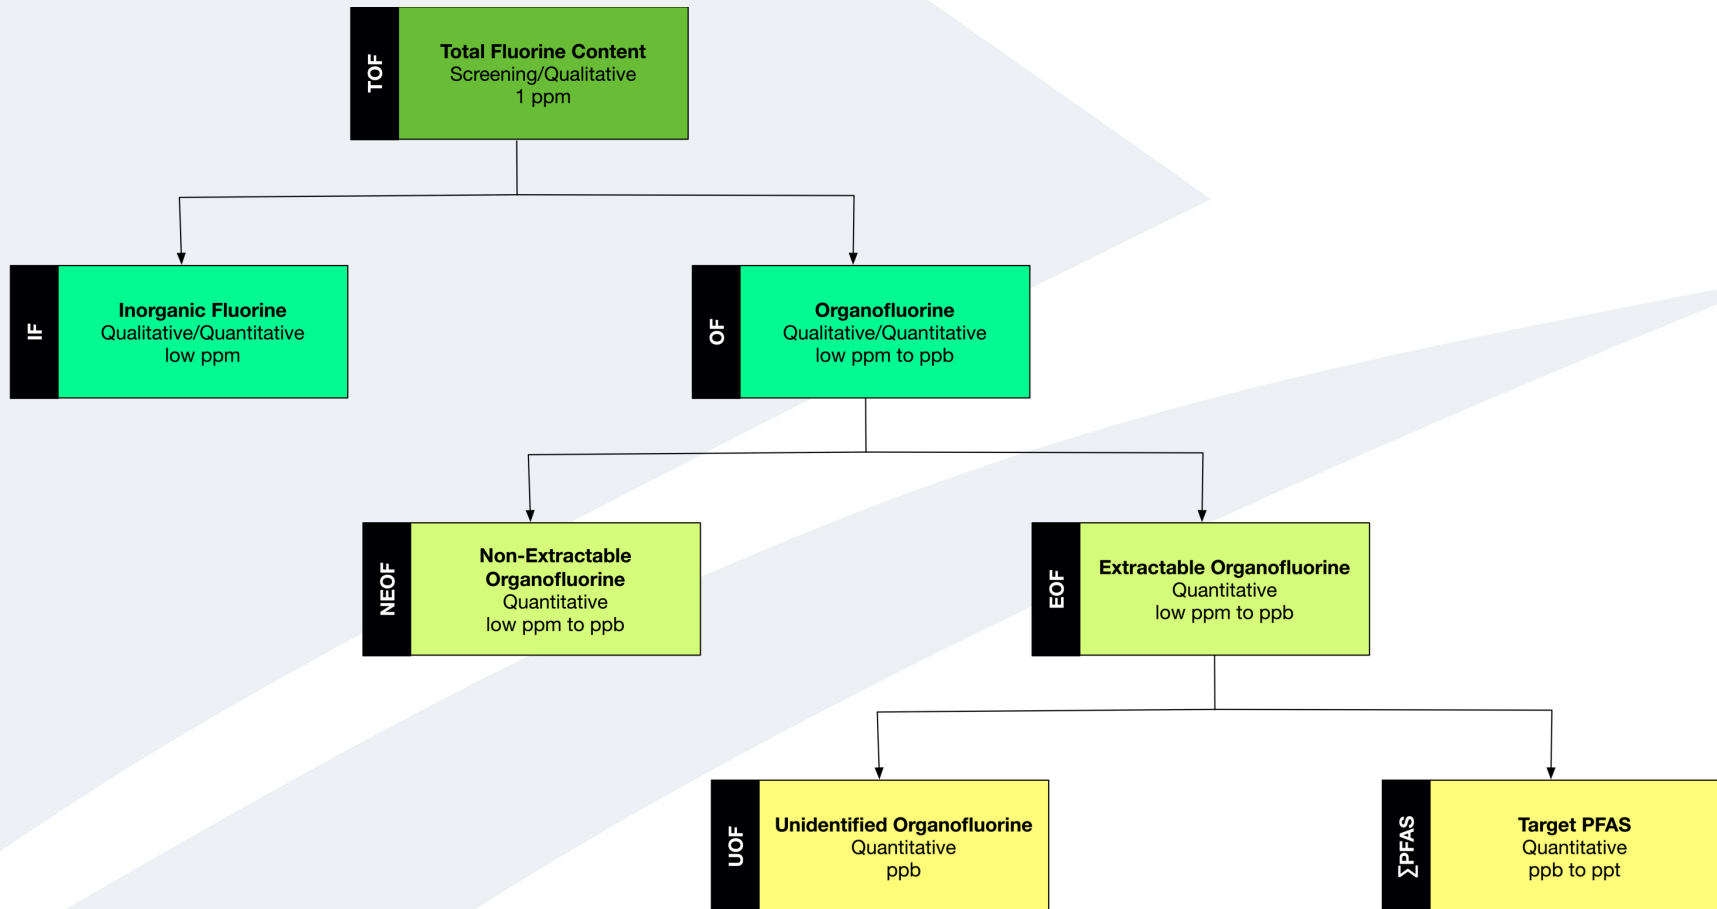 TOF
Total Fluorine Content
Screening/Qualitative
1 ppm
IF
Inorganic Fluorine
Qualitative/Quantitative
low ppm
OF
Organofluorine
Qualitative/Quantitative
low ppm to ppb
NEOF
Non-Extractable
Organofluorine
Quantitative
low ppm to ppb
EOF
Extractable Organofluorine
Quantitative
low ppm to ppb
UOF
Unidentified Organofluorine
Quantitative
ppb
∑PFAS
Target PFAS
Quantitative
ppb to ppt